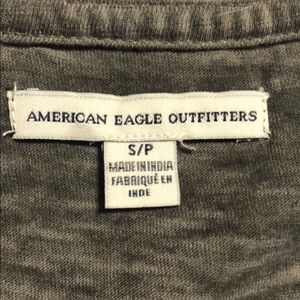 AMERICAN EAGLE OUTFITTERS
S/P
MADE IN INDIA
FABRIQUÉ EN
INDE